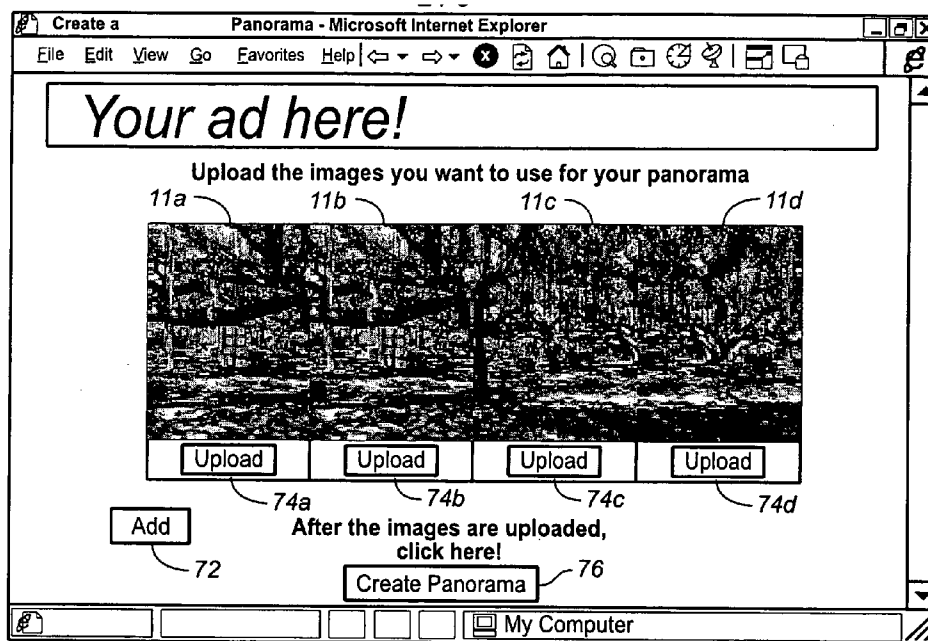 Create a Panorama - Microsoft Internet Explorer
File Edit View Go Favorites Help
Your ad here!
Upload the images you want to use for your panorama
11a 11b 11c 11d
Upload Upload Upload Upload
74a 74b 74c 74d
Add
After the images are uploaded,
click here!
72
76
Create Panorama
My Computer